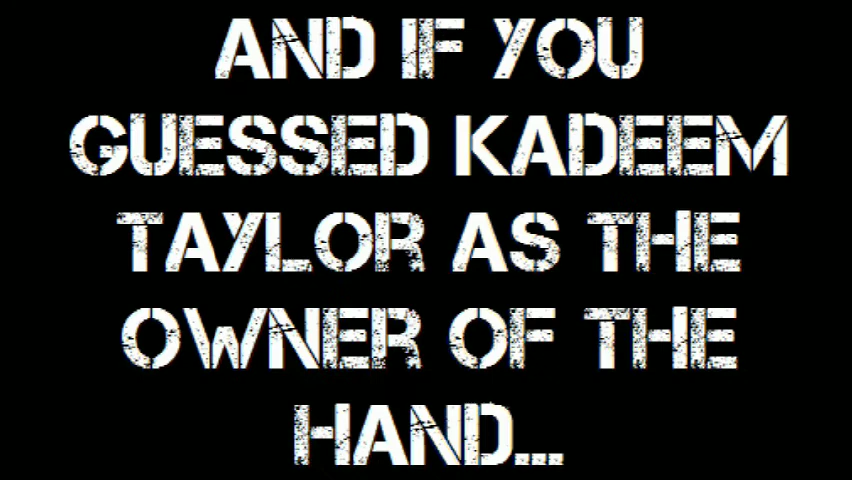 AND IF YOU
GUESSED KADEEM
TAYLOR AS THE
OWNER OF THE
HAND...